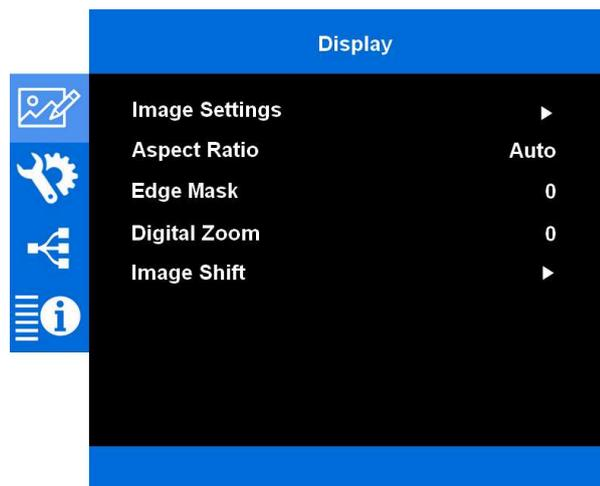 Display
Image Settings
Aspect Ratio Auto
Edge Mask 0
Digital Zoom 0
Image Shift